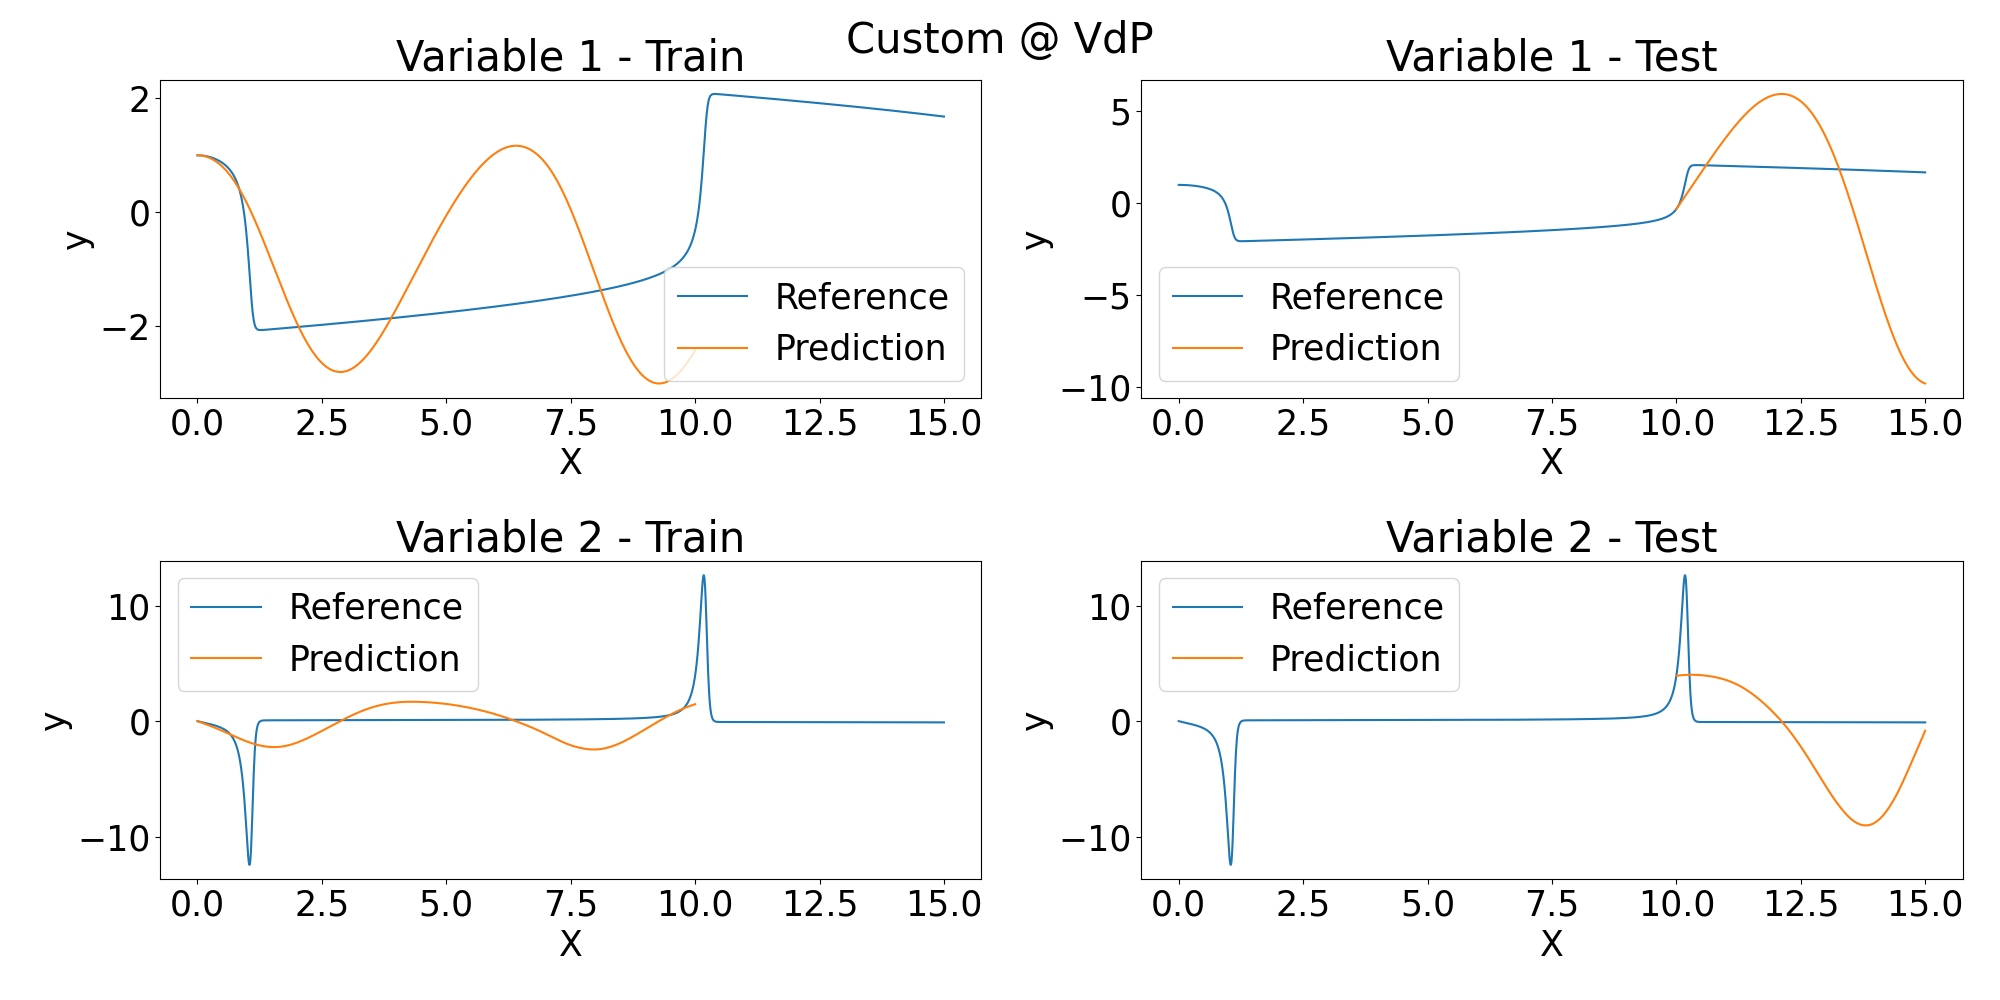 Custom @ VdP
Variable 1 - Train
y
2
0
−2
Reference
Prediction
0.0 2.5 5.0 7.5 10.0 12.5 15.0
X
Variable 1 - Test
y
5
0
−5
−10
Reference
Prediction
0.0 2.5 5.0 7.5 10.0 12.5 15.0
X
Variable 2 - Train
y
10
0
−10
Reference
Prediction
0.0 2.5 5.0 7.5 10.0 12.5 15.0
X
Variable 2 - Test
y
10
0
−10
Reference
Prediction
0.0 2.5 5.0 7.5 10.0 12.5 15.0
X